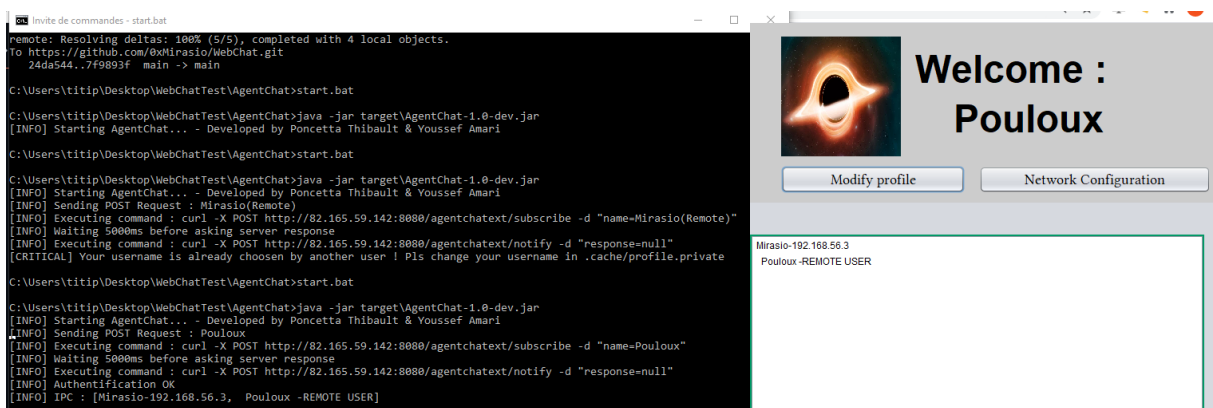 Invite de commandes - start.bat
remote: Resolving deltas: 100% (5/5), completed with 4 local objects.
To https://github.com/0xMirasio/WebChat.git
24da544..7f9893f main -> main
C:\Users\titip\Desktop\WebChatTest\AgentChat>start.bat
C:\Users\titip\Desktop\WebChatTest\AgentChat>java -jar target\AgentChat-1.0-dev.jar
[INFO] Starting AgentChat... - Developed by Poncetta Thibault & Youssef Amari
C:\Users\titip\Desktop\WebChatTest\AgentChat>start.bat
C:\Users\titip\Desktop\WebChatTest\AgentChat>java -jar target\AgentChat-1.0-dev.jar
[INFO] Starting AgentChat... - Developed by Poncetta Thibault & Youssef Amari
[INFO] Sending POST Request : Mirasio(Remote)
[INFO] Executing command : curl -X POST http://82.165.59.142:8080/agentchatext/subscribe -d "name=Mirasio(Remote)"
[INFO] Waiting 5000ms before asking server response
[INFO] Executing command : curl -X POST http://82.165.59.142:8080/agentchatext/notify -d "response=null"
[CRITICAL] Your username is already choosen by another user ! Pls change your username in .cache/profile.private
C:\Users\titip\Desktop\WebChatTest\AgentChat>start.bat
C:\Users\titip\Desktop\WebChatTest\AgentChat>java -jar target\AgentChat-1.0-dev.jar
[INFO] Starting AgentChat... - Developed by Poncetta Thibault & Youssef Amari
[INFO] Sending POST Request : Pouloux
[INFO] Executing command : curl -X POST http://82.165.59.142:8080/agentchatext/subscribe -d "name=Pouloux"
[INFO] Waiting 5000ms before asking server response
[INFO] Executing command : curl -X POST http://82.165.59.142:8080/agentchatext/notify -d "response=null"
[INFO] Authentification OK
[INFO] IPC : [Mirasio-192.168.56.3, Pouloux -REMOTE USER]
Welcome :
Pouloux
Modify profile
Network Configuration
Mirasio-192.168.56.3
Pouloux -REMOTE USER